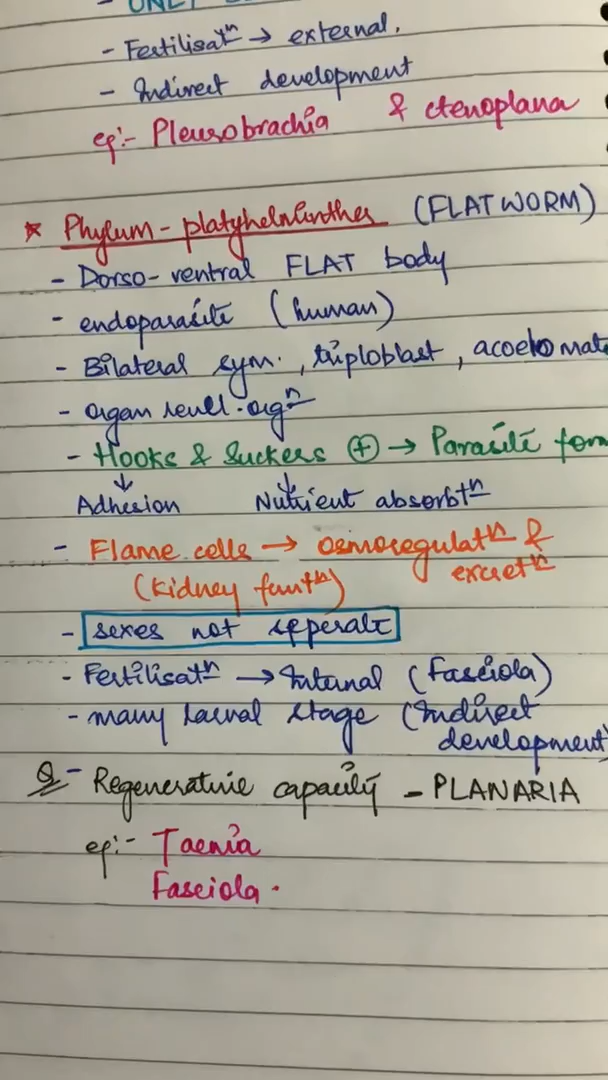 - ONLY
- Fertilisatⁿ → external.
- Indirect development
eg:- Pleurobrachia & ctenoplana
* Phylum - platyhelminthes (FLATWORM)
- Dorso-ventral FLAT body
- endoparasite (human)
- Bilateral sym., triploblast, acoelomate
- organ level.orgⁿ
- Hooks & Suckers ⊕ → Parasite form
↓ ↓
Adhesion Nutrient absorbtⁿ
- Flame cells → osmoregulatⁿ &
(kidney funtⁿ) excretⁿ
- sexes not seperate
- Fertilisatⁿ → Internal (Fasciola)
- many larval stage (Indirect
development)
Q - Regenerative capacity - PLANARIA
eg:- Taenia
Fasciola.